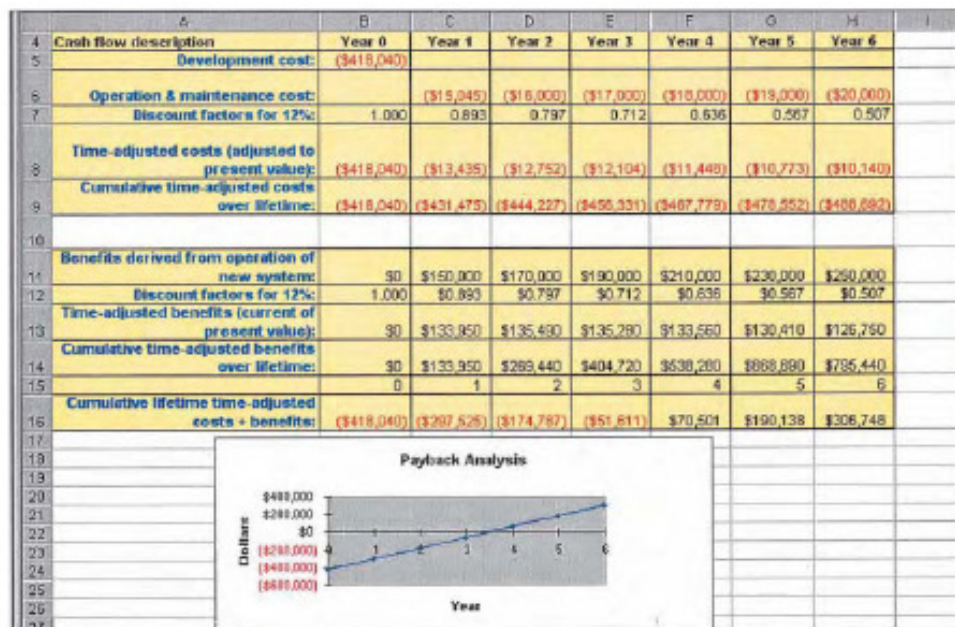 A B C D E F G H I
4 Cash flow description Year 0 Year 1 Year 2 Year 3 Year 4 Year 5 Year 6
5 Development cost: ($418,040)
6 Operation & maintenance cost: ($15,045) ($16,000) ($17,000) ($18,000) ($19,000) ($20,000)
7 Discount factors for 12%: 1.000 0.893 0.797 0.712 0.636 0.567 0.507
Time-adjusted costs (adjusted to
8 present value): ($418,040) ($13,435) ($12,752) ($12,104) ($11,448) ($10,773) ($10,140)
Cumulative time-adjusted costs
9 over lifetime: ($418,040) ($431,475) ($444,227) ($456,331) ($467,779) ($478,552) ($488,692)
10
Benefits derived from operation of
11 new system: $0 $150,000 $170,000 $190,000 $210,000 $230,000 $250,000
12 Discount factors for 12%: 1.000 $0.893 $0.797 $0.712 $0.636 $0.567 $0.507
Time-adjusted benefits (current of
13 present value): $0 $133,950 $135,490 $135,280 $133,560 $130,410 $126,750
Cumulative time-adjusted benefits
14 over lifetime: $0 $133,950 $269,440 $404,720 $538,280 $668,690 $795,440
15 0 1 2 3 4 5 6
Cumulative lifetime time-adjusted
16 costs + benefits: ($418,040) ($297,525) ($174,787) ($51,611) $70,501 $190,138 $306,748
17
18 Payback Analysis
19
20 $400,000
21 $200,000
22 $0
Dollars
23 ($200,000) 0 1 2 3 4 5 6
24 ($400,000)
25 ($600,000)
26 Year